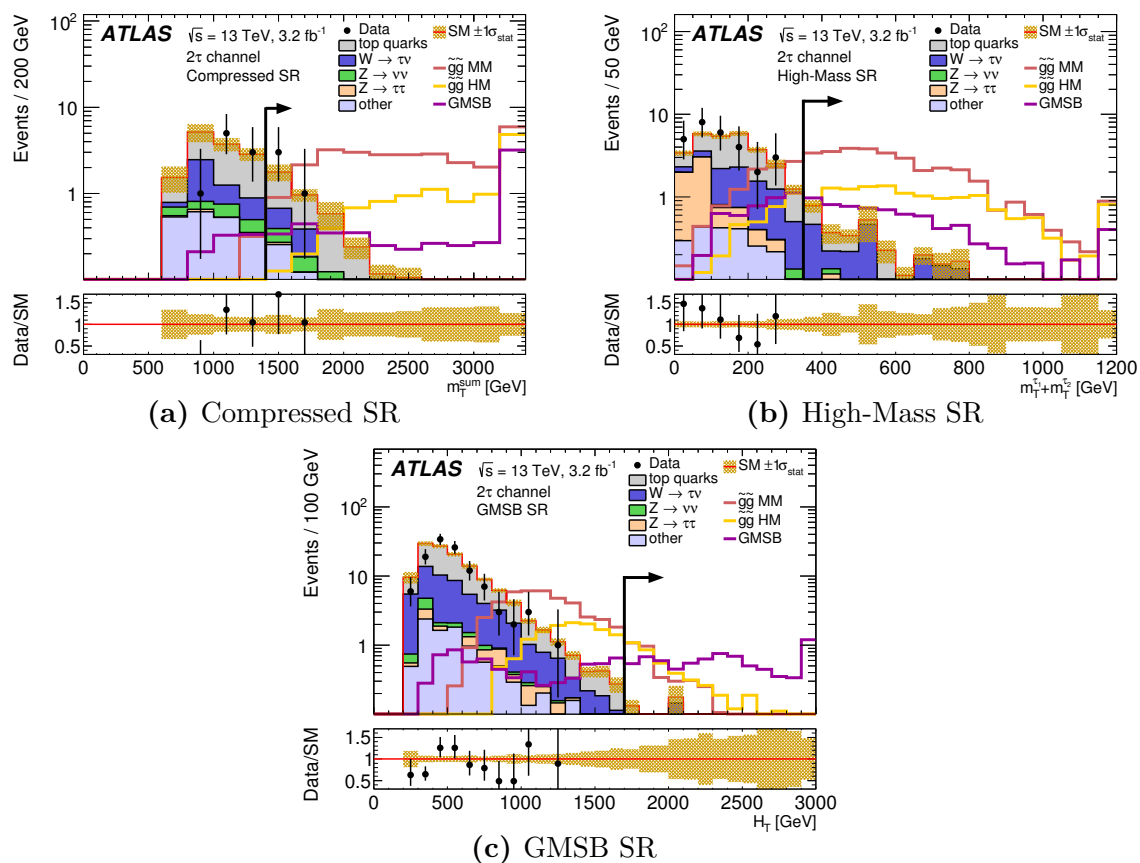 ATLAS √s = 13 TeV, 3.2 fb⁻¹
2τ channel
Compressed SR
Data
top quarks
W → τν
Z → νν
Z → ττ
other
SM ±1σstat
g̃g̃ MM
g̃g̃ HM
GMSB
Events / 200 GeV
10²
10
1
Data/SM
1.5
1
0.5
0 500 1000 1500 2000 2500 3000
m_T^sum [GeV]
(a) Compressed SR
ATLAS √s = 13 TeV, 3.2 fb⁻¹
2τ channel
High-Mass SR
Data
top quarks
W → τν
Z → νν
Z → ττ
other
SM ±1σstat
g̃g̃ MM
g̃g̃ HM
GMSB
Events / 50 GeV
10²
10
1
Data/SM
1.5
1
0.5
0 200 400 600 800 1000 1200
m_T^τ₁+m_T^τ₂ [GeV]
(b) High-Mass SR
ATLAS √s = 13 TeV, 3.2 fb⁻¹
2τ channel
GMSB SR
Data
top quarks
W → τν
Z → νν
Z → ττ
other
SM ±1σstat
g̃g̃ MM
g̃g̃ HM
GMSB
Events / 100 GeV
10²
10
1
Data/SM
1.5
1
0.5
0 500 1000 1500 2000 2500 3000
H_T [GeV]
(c) GMSB SR